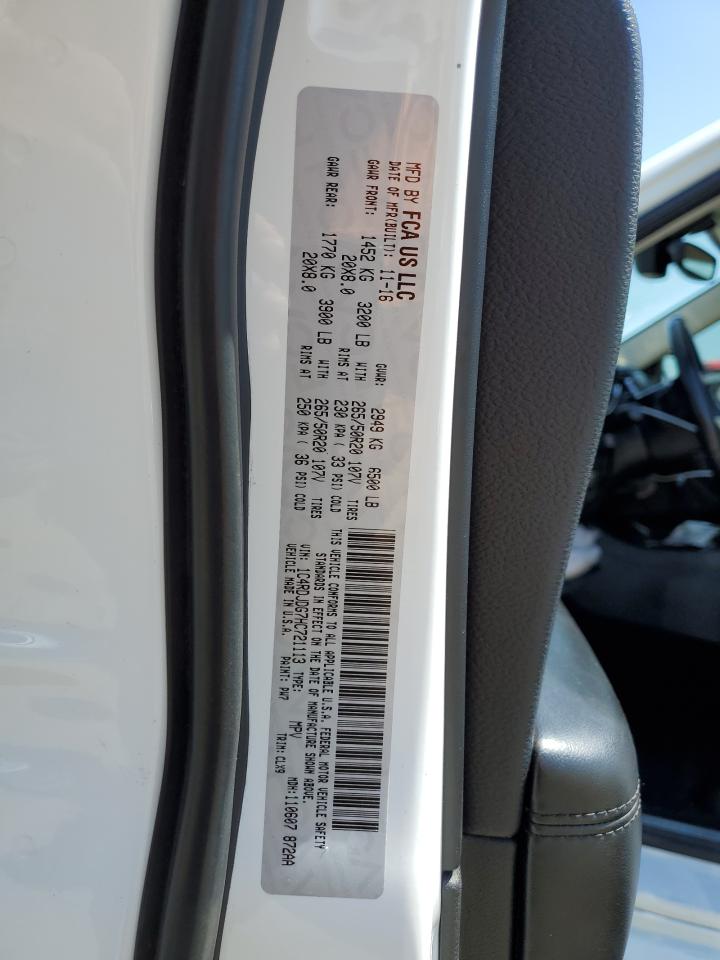 MFD BY FCA US LLC
DATE OF MFR(BUILT): 11-16 GVWR: 2949 KG 6500 LB
GAWR FRONT: 1452 KG 3200 LB WITH 265/50R20 107V TIRES
20X8.0 RIMS AT 230 KPA ( 33 PSI) COLD
GAWR REAR: 1770 KG 3900 LB WITH 265/50R20 107V TIRES
20X8.0 RIMS AT 250 KPA ( 36 PSI) COLD
THIS VEHICLE CONFORMS TO ALL APPLICABLE U.S.A. FEDERAL MOTOR VEHICLE SAFETY
STANDARDS IN EFFECT ON THE DATE OF MANUFACTURE SHOWN ABOVE.
VIN: 1C4RDJDG7HC721113 TYPE: MPV MDH:110607 872AA
VEHICLE MADE IN U.S.A. PAINT: PW7 TRIM: CLX9